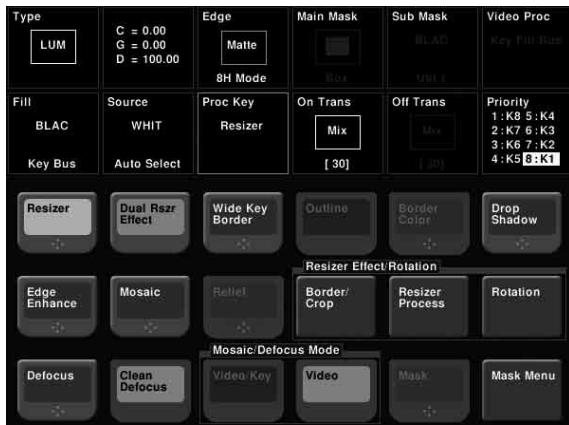 Type
LUM
C = 0.00
G = 0.00
D = 100.00
Edge
Matte
8H Mode
Main Mask
Box
Sub Mask
BLAC
Video Proc
Key Fill Bus
Fill
BLAC
Key Bus
Source
WHIT
Auto Select
Proc Key
Resizer
On Trans
Mix
[ 30]
Off Trans
Mix
[ 30]
Priority
1:K8 5:K4
2:K7 6:K3
3:K6 7:K2
4:K5 8:K1
Resizer
Dual Rszr
Effect
Wide Key
Border
Outline
Border
Color
Drop
Shadow
Resizer Effect/Rotation
Edge
Enhance
Mosaic
Relief
Border/
Crop
Resizer
Process
Rotation
Mosaic/Defocus Mode
Defocus
Clean
Defocus
Video/Key
Video
Mask
Mask Menu